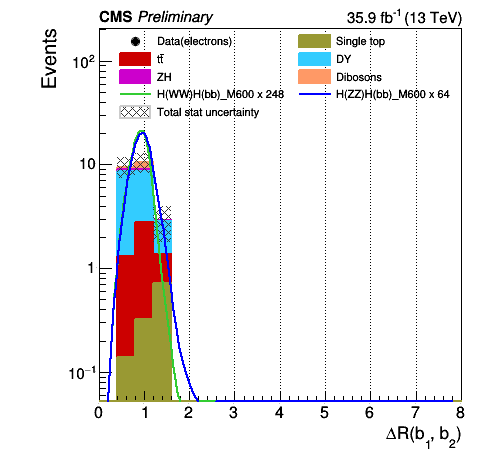 CMS Preliminary 35.9 fb⁻¹ (13 TeV)
Events
Data(electrons) Single top
tt̄ DY
ZH Dibosons
H(WW)H(bb)_M600 x 248 H(ZZ)H(bb)_M600 x 64
Total stat uncertainty
10²
10
1
10⁻¹
0 1 2 3 4 5 6 7 8
ΔR(b₁, b₂)